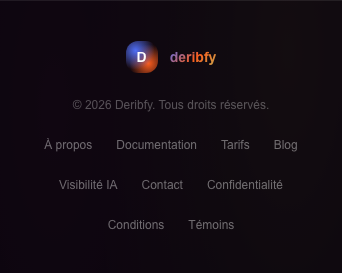 D deribfy
© 2026 Deribfy. Tous droits réservés.
À propos Documentation Tarifs Blog
Visibilité IA Contact Confidentialité
Conditions Témoins